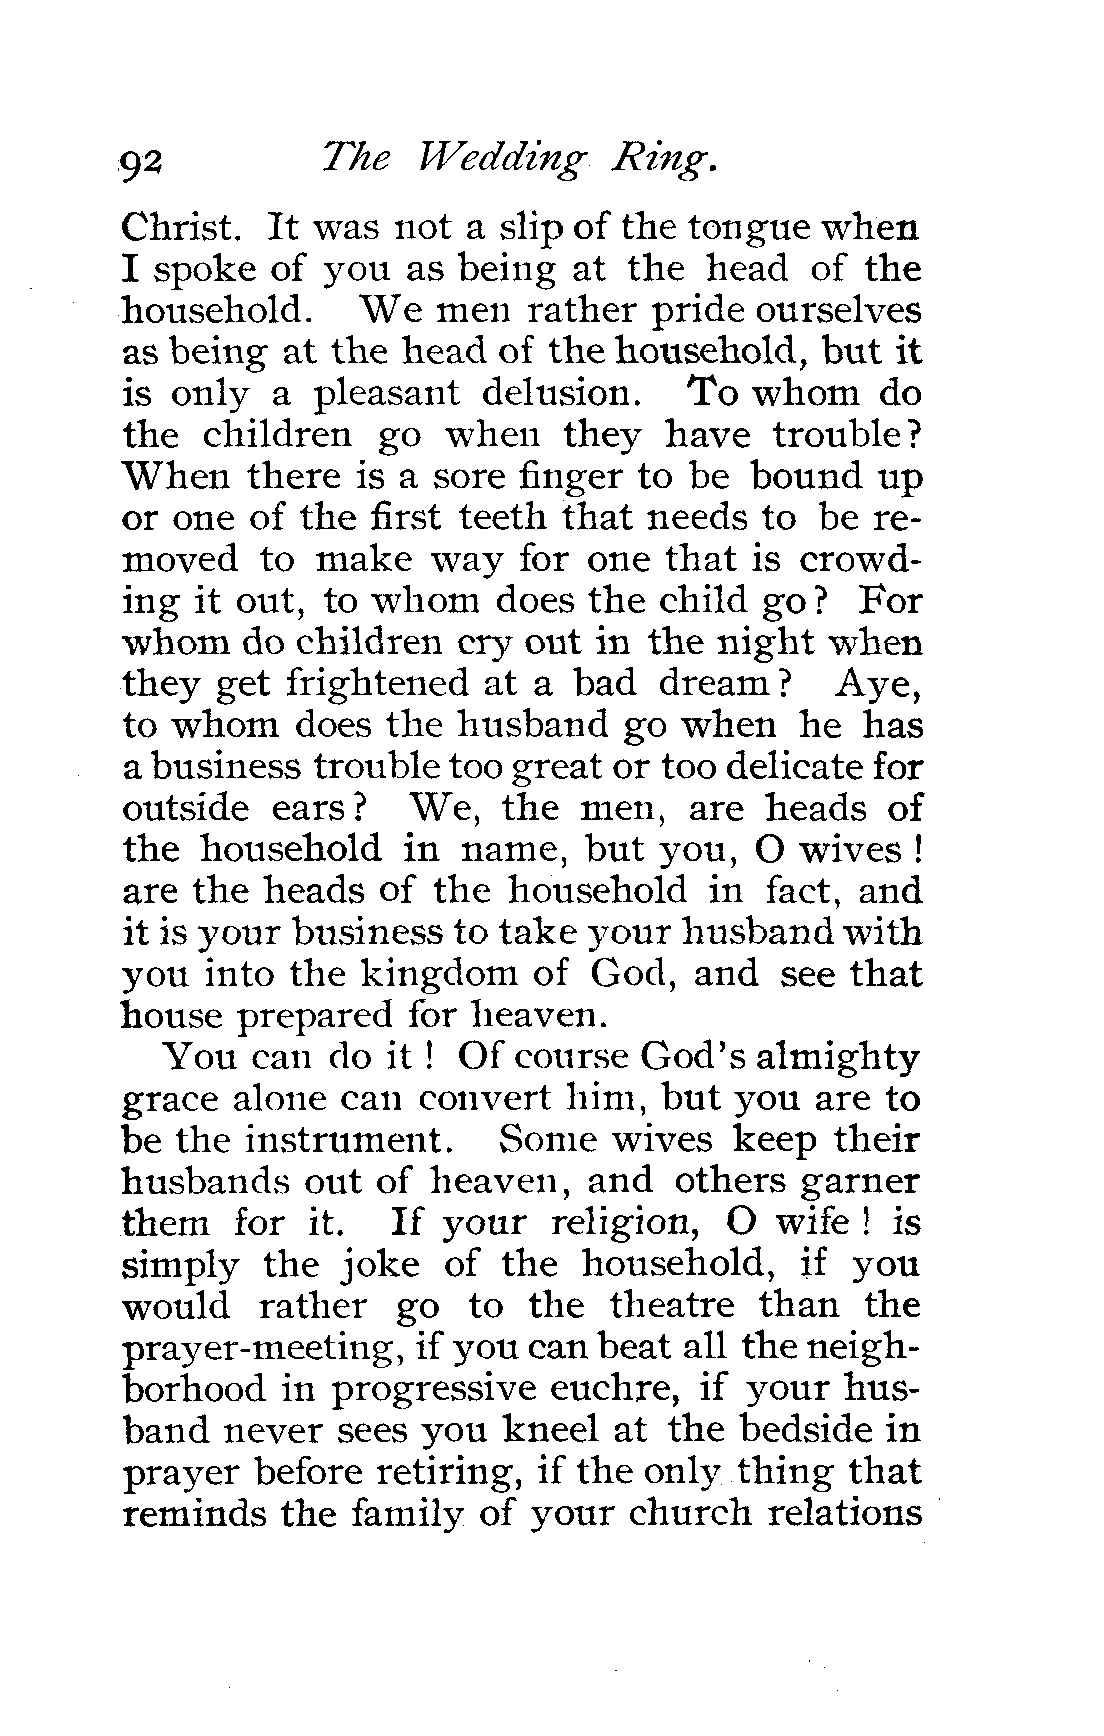 92 The Wedding Ring.
Christ. It was not a slip of the tongue when
I spoke of you as being at the head of the
household. We men rather pride ourselves
as being at the head of the household, but it
is only a pleasant delusion. To whom do
the children go when they have trouble?
When there is a sore finger to be bound up
or one of the first teeth that needs to be re-
moved to make way for one that is crowd-
ing it out, to whom does the child go? For
whom do children cry out in the night when
they get frightened at a bad dream? Aye,
to whom does the husband go when he has
a business trouble too great or too delicate for
outside ears? We, the men, are heads of
the household in name, but you, O wives!
are the heads of the household in fact, and
it is your business to take your husband with
you into the kingdom of God, and see that
house prepared for heaven.
You can do it! Of course God's almighty
grace alone can convert him, but you are to
be the instrument. Some wives keep their
husbands out of heaven, and others garner
them for it. If your religion, O wife! is
simply the joke of the household, if you
would rather go to the theatre than the
prayer-meeting, if you can beat all the neigh-
borhood in progressive euchre, if your hus-
band never sees you kneel at the bedside in
prayer before retiring, if the only thing that
reminds the family of your church relations